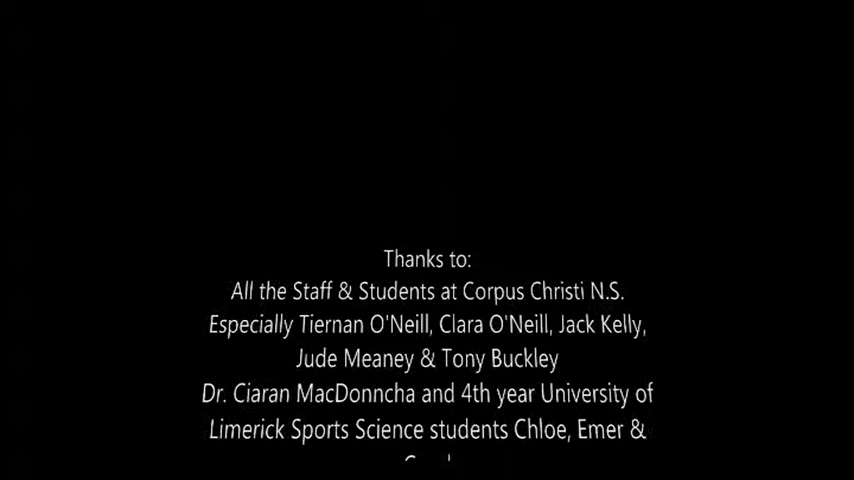 Thanks to:
All the Staff & Students at Corpus Christi N.S.
Especially Tiernan O'Neill, Clara O'Neill, Jack Kelly,
Jude Meaney & Tony Buckley
Dr. Ciaran MacDonncha and 4th year University of
Limerick Sports Science students Chloe, Emer &